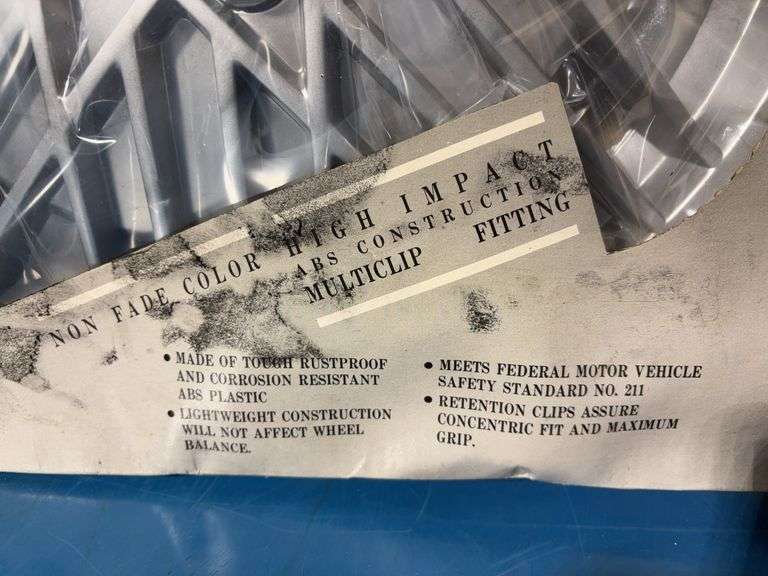 NON FADE COLOR HIGH IMPACT
ABS CONSTRUCTION
MULTICLIP FITTING
• MADE OF TOUGH RUSTPROOF
AND CORROSION RESISTANT
ABS PLASTIC
• LIGHTWEIGHT CONSTRUCTION
WILL NOT AFFECT WHEEL
BALANCE.
• MEETS FEDERAL MOTOR VEHICLE
SAFETY STANDARD NO. 211
• RETENTION CLIPS ASSURE
CONCENTRIC FIT AND MAXIMUM
GRIP.